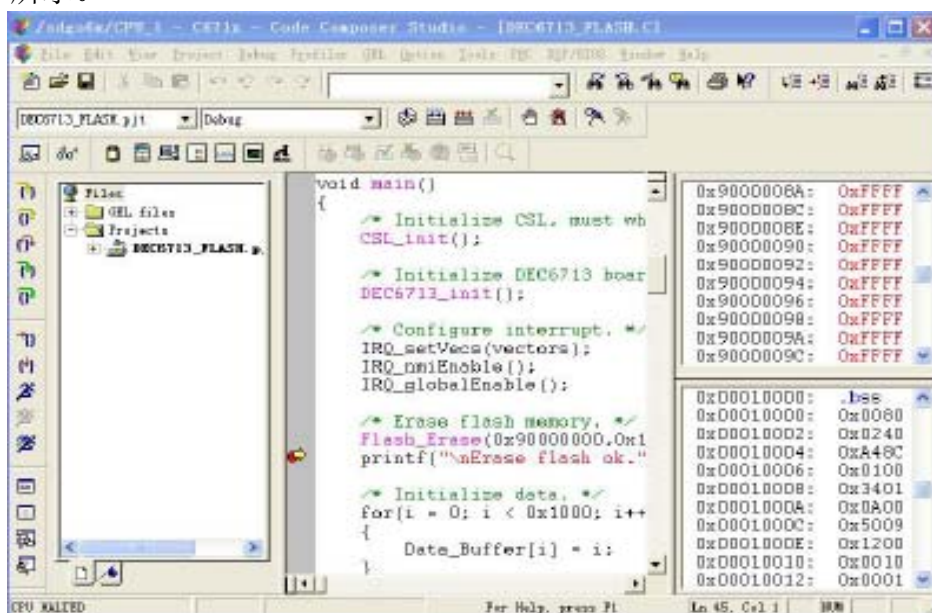 /sdgo6x/CPU_1 - C671x - Code Composer Studio - [DEC6713_FLASH.C]
File Edit View Project Debug Profiler GEL Option Tools PBC DSP/BIOS Window Help
DEC6713_FLASH.pjt Debug
Files
GEL files
Projects
DEC6713_FLASH.p
void main()
{
/* Initialize CSL, must wh
CSL_init();
/* Initialize DEC6713 boar
DEC6713_init();
/* Configure interrupt. */
IRQ_setVecs(vectors);
IRQ_nmiEnable();
IRQ_globalEnable();
/* Erase flash memory. */
Flash_Erase(0x90000000,0x1
printf("\nErase flash ok."
/* Initialize data. */
for(i = 0; i < 0x1000; i++
{
Date_Buffer[i] = i;
}
0x9000008A: 0xFFFF
0x9000008C: 0xFFFF
0x9000008E: 0xFFFF
0x90000090: 0xFFFF
0x90000092: 0xFFFF
0x90000094: 0xFFFF
0x90000096: 0xFFFF
0x90000098: 0xFFFF
0x9000009A: 0xFFFF
0x9000009C: 0xFFFF
0x00010000: .bss
0x00010000: 0x0080
0x00010002: 0x0240
0x00010004: 0xA48C
0x00010006: 0x0100
0x00010008: 0x3401
0x0001000A: 0x0A00
0x0001000C: 0x5009
0x0001000E: 0x1200
0x00010010: 0x0010
0x00010012: 0x0001
CPU HALTED For Help, press F1 Ln 45, Col 1 NUM